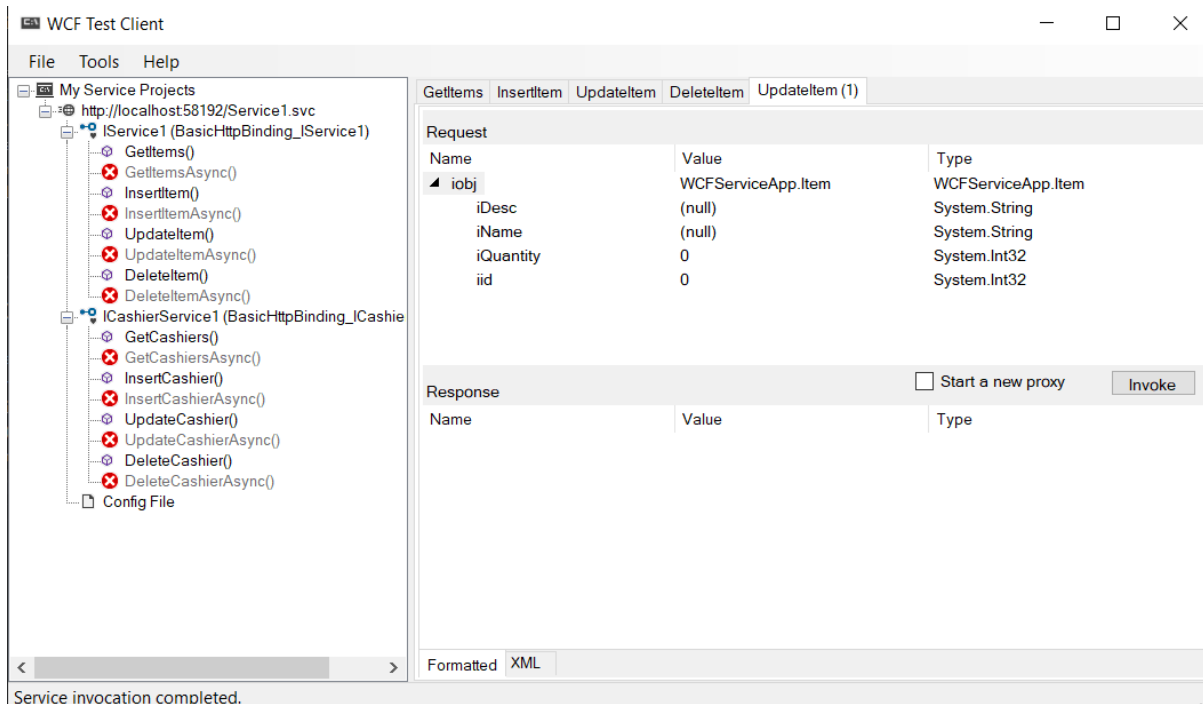 WCF Test Client
File Tools Help
My Service Projects
http://localhost:58192/Service1.svc
IService1 (BasicHttpBinding_IService1)
GetItems()
GetItemsAsync()
InsertItem()
InsertItemAsync()
UpdateItem()
UpdateItemAsync()
DeleteItem()
DeleteItemAsync()
ICashierService1 (BasicHttpBinding_ICashie
GetCashiers()
GetCashiersAsync()
InsertCashier()
InsertCashierAsync()
UpdateCashier()
UpdateCashierAsync()
DeleteCashier()
DeleteCashierAsync()
Config File
GetItems InsertItem UpdateItem DeleteItem UpdateItem (1)
Request
Name Value Type
iobj WCFServiceApp.Item WCFServiceApp.Item
iDesc (null) System.String
iName (null) System.String
iQuantity 0 System.Int32
iid 0 System.Int32
Response
Start a new proxy Invoke
Name Value Type
Formatted XML
Service invocation completed.